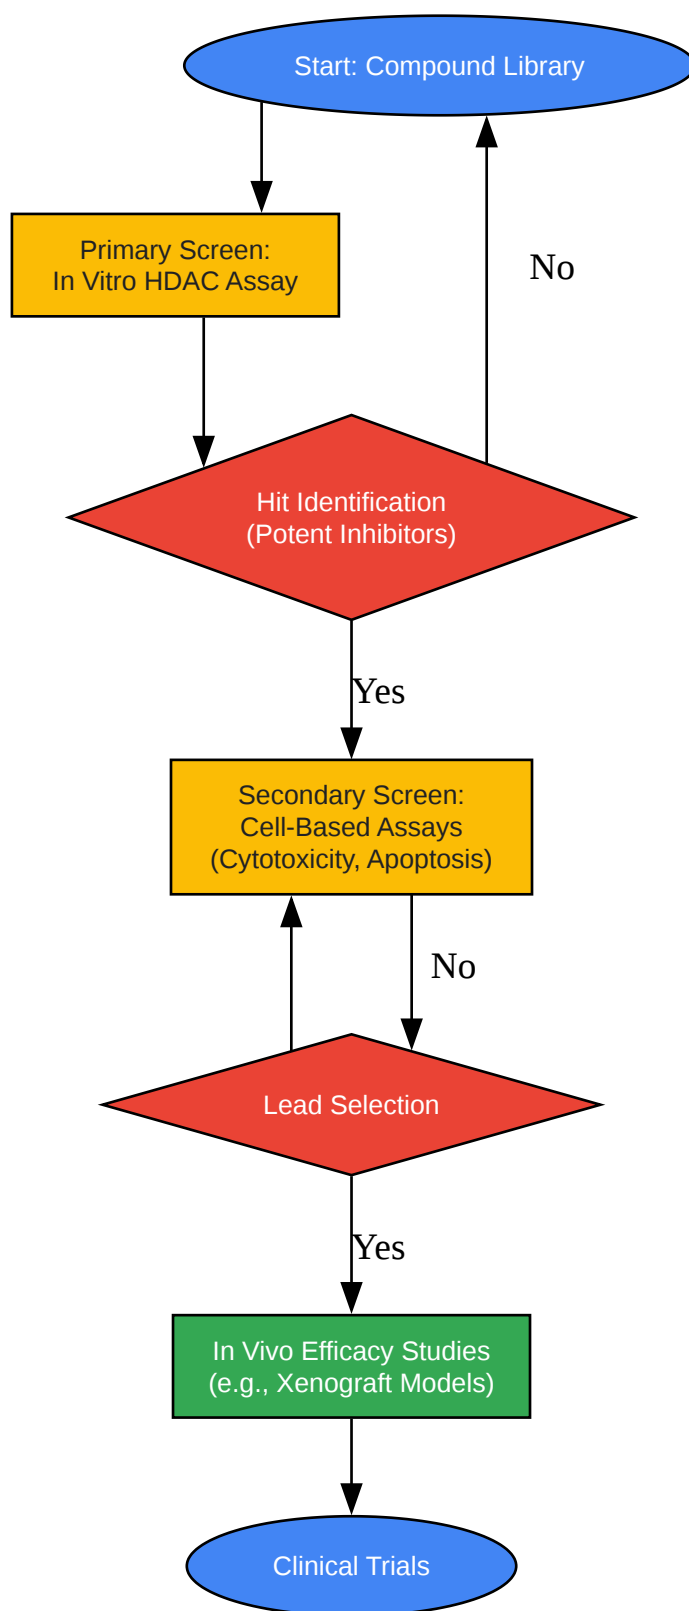 Start: Compound Library
Primary Screen:
In Vitro HDAC Assay
No
Hit Identification
(Potent Inhibitors)
Yes
Secondary Screen:
Cell-Based Assays
(Cytotoxicity, Apoptosis)
No
Lead Selection
Yes
In Vivo Efficacy Studies
(e.g., Xenograft Models)
Clinical Trials